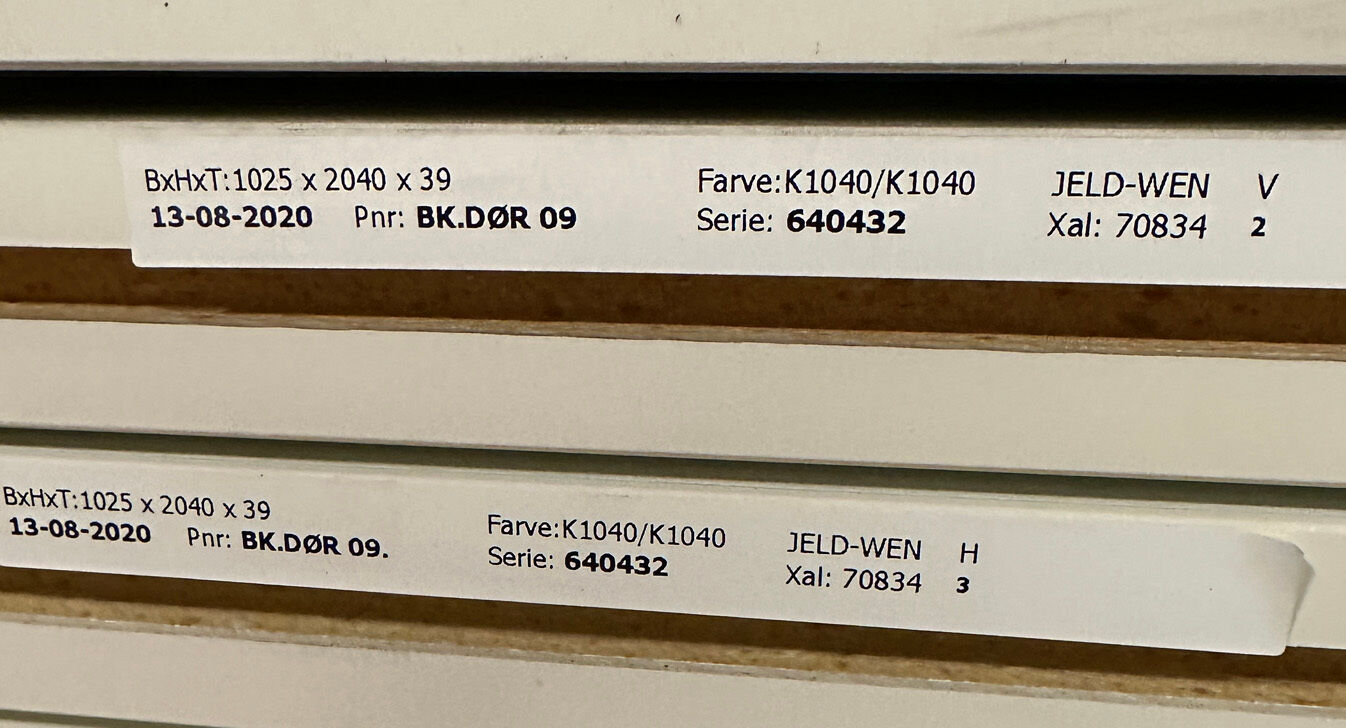 BxHxT:1025 x 2040 x 39 Farve:K1040/K1040 JELD-WEN V
13-08-2020 Pnr: BK.DØR 09 Serie: 640432 Xal: 70834 2
BxHxT:1025 x 2040 x 39 Farve:K1040/K1040 JELD-WEN H
13-08-2020 Pnr: BK.DØR 09. Serie: 640432 Xal: 70834 3